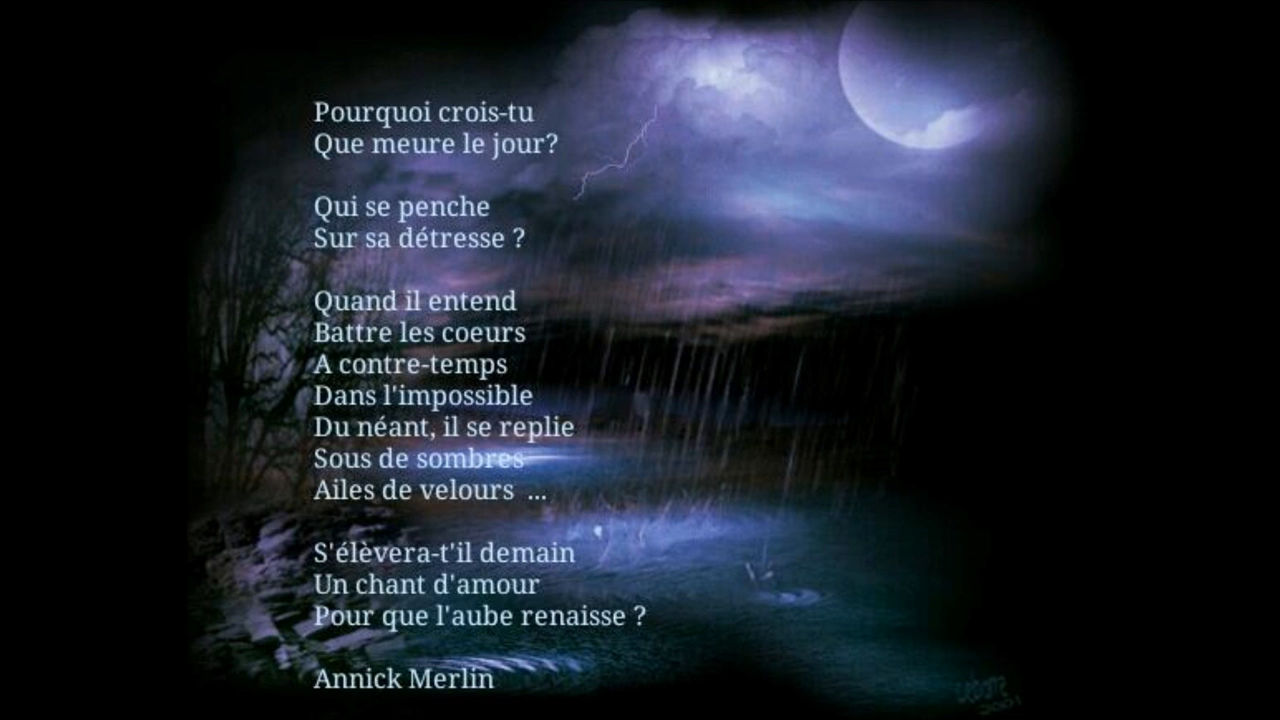 Pourquoi crois-tu
Que meure le jour?
Qui se penche
Sur sa détresse ?
Quand il entend
Battre les coeurs
A contre-temps
Dans l'impossible
Du néant, il se replie
Sous de sombres
Ailes de velours ...
S'élèvera-t'il demain
Un chant d'amour
Pour que l'aube renaisse ?
Annick Merlin